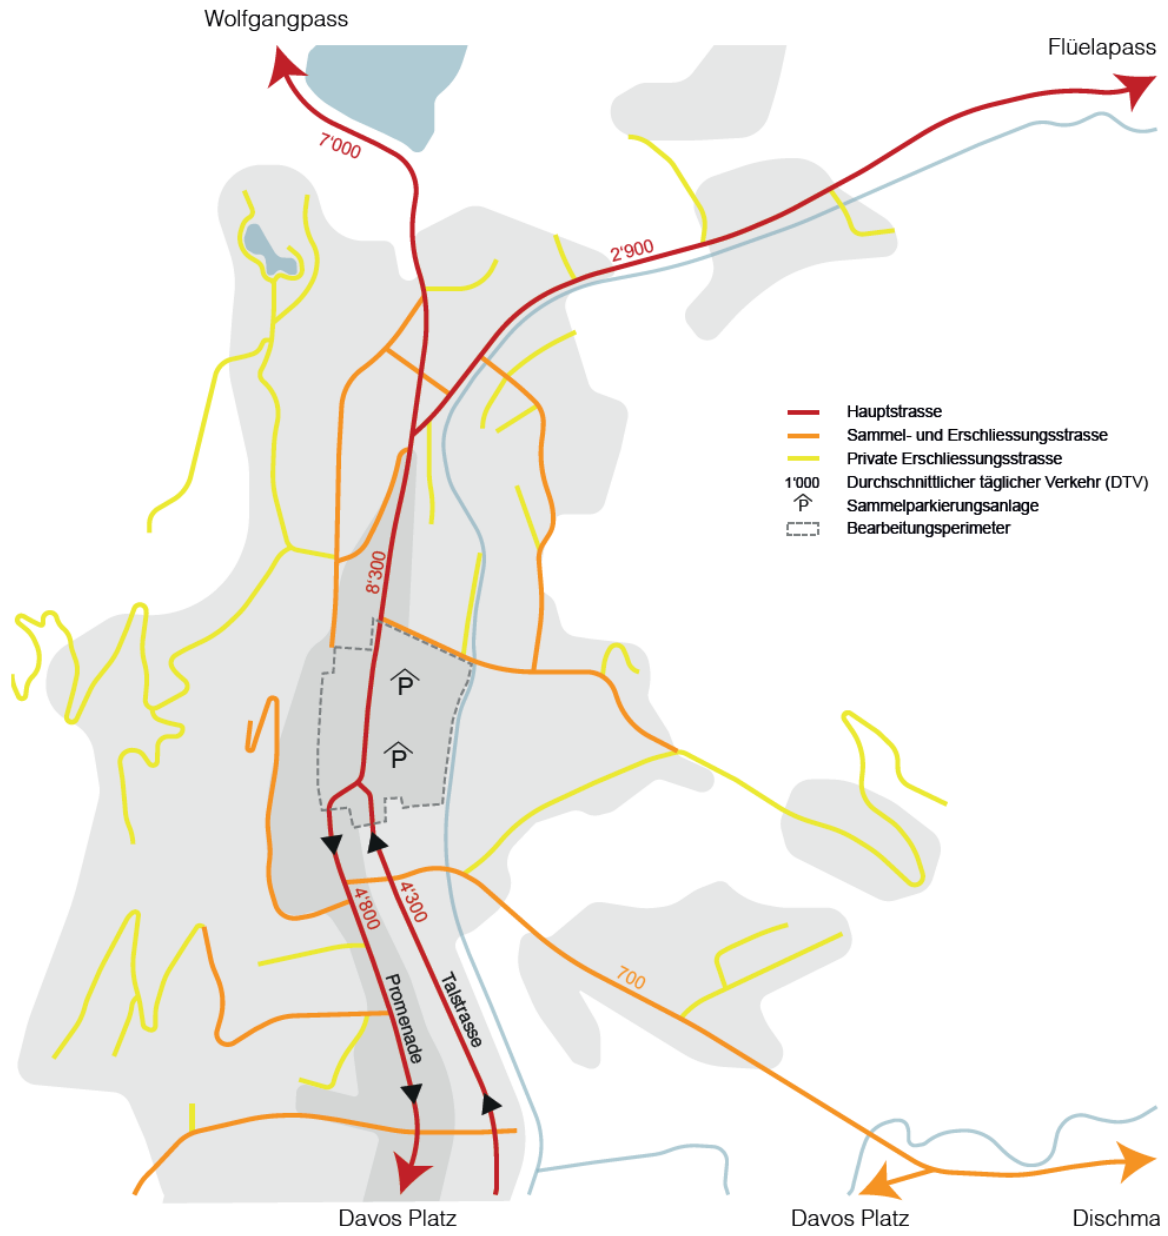 Wolfgangpass
Flüelapass
7'000
2'900
Hauptstrasse
Sammel- und Erschliessungsstrasse
Private Erschliessungsstrasse
1'000 Durchschnittlicher täglicher Verkehr (DTV)
P Sammelparkierungsanlage
Bearbeitungsperimeter
8'300
P
P
4'800
4'300
700
Promenade
Talstrasse
Davos Platz
Davos Platz
Dischma